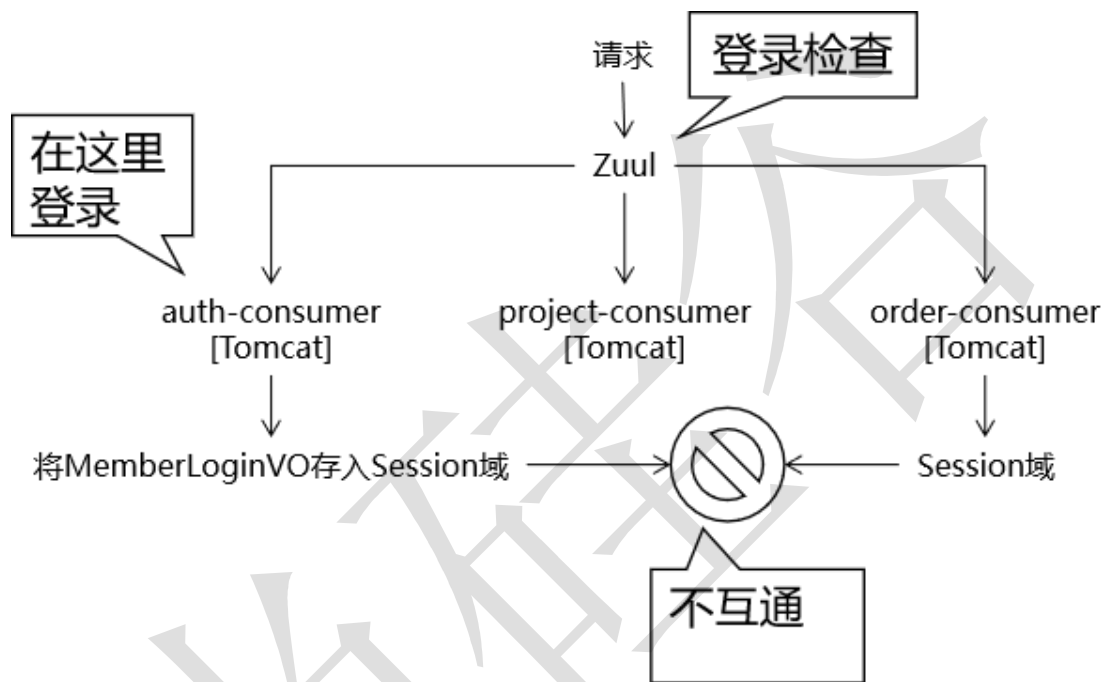 请求
登录检查
在这里
登录
Zuul
auth-consumer
[Tomcat]
project-consumer
[Tomcat]
order-consumer
[Tomcat]
将MemberLoginVO存入Session域
Session域
不互通